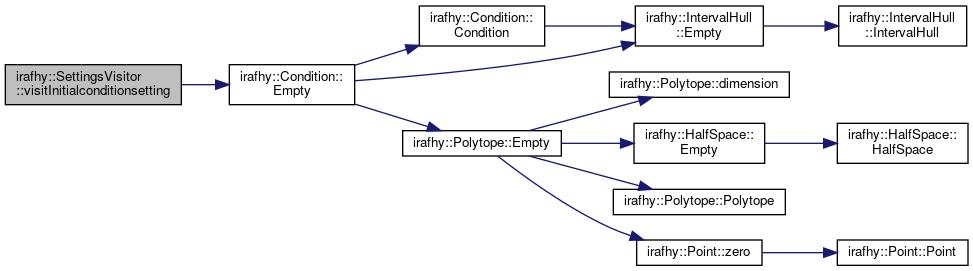 irafhy::SettingsVisitor
::visitInitialconditionsetting
irafhy::Condition::
Empty
irafhy::Condition::
Condition
irafhy::IntervalHull
::Empty
irafhy::IntervalHull
::IntervalHull
irafhy::Polytope::Empty
irafhy::Polytope::dimension
irafhy::HalfSpace::
Empty
irafhy::HalfSpace::
HalfSpace
irafhy::Polytope::Polytope
irafhy::Point::zero
irafhy::Point::Point